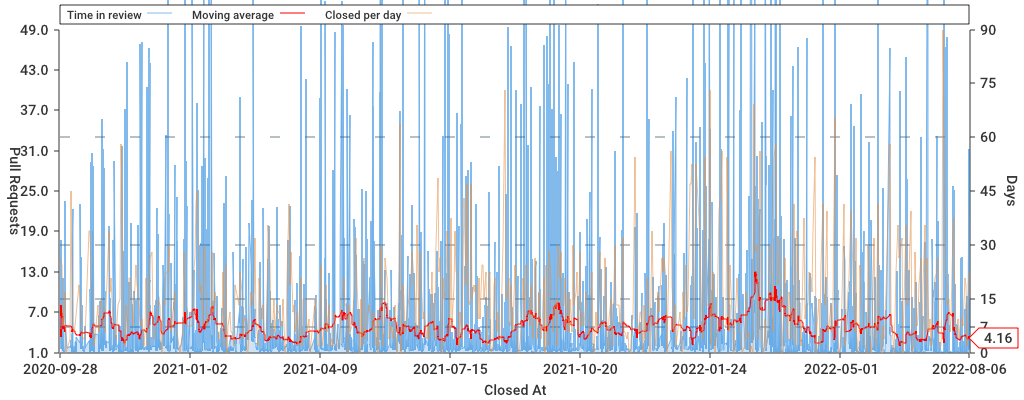 Time in review Moving average Closed per day
49.0 90
43.0 75
37.0
31.0 60
25.0 45
Pull Requests Days
19.0 30
13.0
7.0 15
7
4.16
1.0 0
2020-09-28 2021-01-02 2021-04-09 2021-07-15 2021-10-20 2022-01-24 2022-05-01 2022-08-06
Closed At